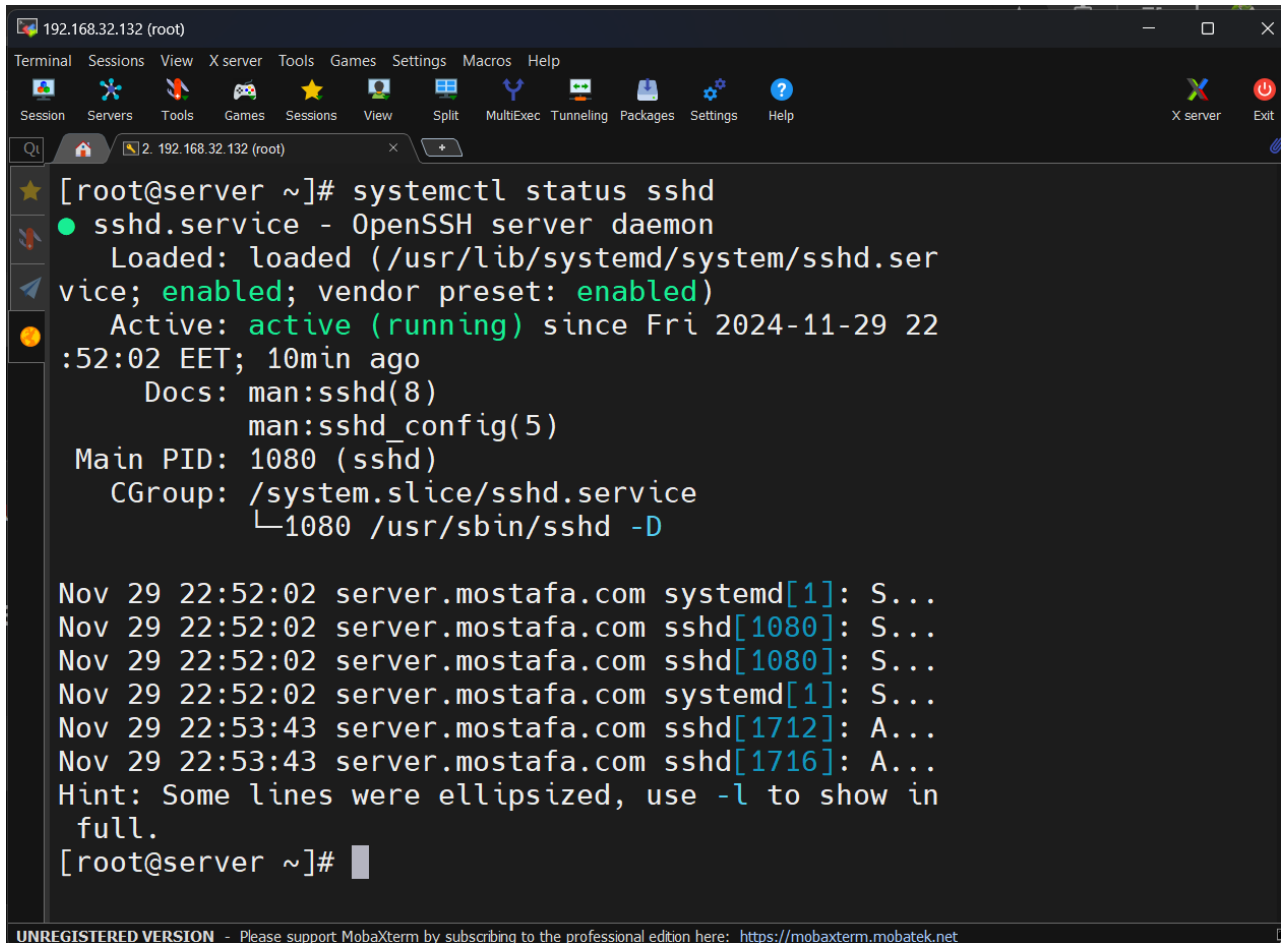 192.168.32.132 (root)
Terminal Sessions View X server Tools Games Settings Macros Help
Session Servers Tools Games Sessions View Split MultiExec Tunneling Packages Settings Help X server Exit
2. 192.168.32.132 (root)
[root@server ~]# systemctl status sshd
● sshd.service - OpenSSH server daemon
   Loaded: loaded (/usr/lib/systemd/system/sshd.ser
vice; enabled; vendor preset: enabled)
   Active: active (running) since Fri 2024-11-29 22
:52:02 EET; 10min ago
     Docs: man:sshd(8)
           man:sshd_config(5)
 Main PID: 1080 (sshd)
   CGroup: /system.slice/sshd.service
           └─1080 /usr/sbin/sshd -D
Nov 29 22:52:02 server.mostafa.com systemd[1]: S...
Nov 29 22:52:02 server.mostafa.com sshd[1080]: S...
Nov 29 22:52:02 server.mostafa.com sshd[1080]: S...
Nov 29 22:52:02 server.mostafa.com systemd[1]: S...
Nov 29 22:53:43 server.mostafa.com sshd[1712]: A...
Nov 29 22:53:43 server.mostafa.com sshd[1716]: A...
Hint: Some lines were ellipsized, use -l to show in
 full.
[root@server ~]#
UNREGISTERED VERSION - Please support MobaXterm by subscribing to the professional edition here: https://mobaxterm.mobatek.net